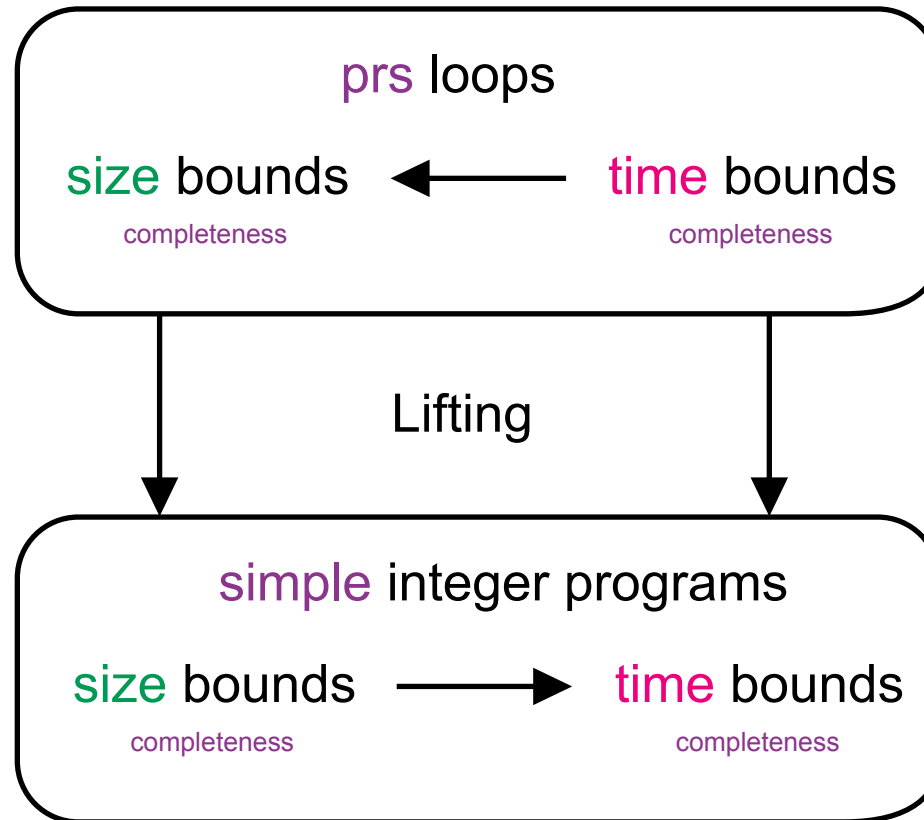 prs loops
size bounds time bounds
completeness completeness
Lifting
simple integer programs
size bounds time bounds
completeness completeness